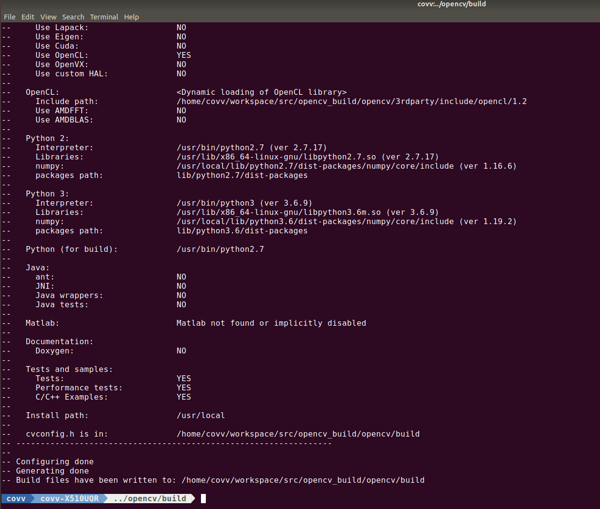 covv:../opencv/build
File Edit View Search Terminal Help
-- Use Lapack: NO
-- Use Eigen: NO
-- Use Cuda: NO
-- Use OpenCL: YES
-- Use OpenVX: NO
-- Use custom HAL: NO
--
-- OpenCL: <Dynamic loading of OpenCL library>
-- Include path: /home/covv/workspace/src/opencv_build/opencv/3rdparty/include/opencl/1.2
-- Use AMDFFT: NO
-- Use AMDBLAS: NO
--
-- Python 2:
-- Interpreter: /usr/bin/python2.7 (ver 2.7.17)
-- Libraries: /usr/lib/x86_64-linux-gnu/libpython2.7.so (ver 2.7.17)
-- numpy: /usr/local/lib/python2.7/dist-packages/numpy/core/include (ver 1.16.6)
-- packages path: lib/python2.7/dist-packages
--
-- Python 3:
-- Interpreter: /usr/bin/python3 (ver 3.6.9)
-- Libraries: /usr/lib/x86_64-linux-gnu/libpython3.6m.so (ver 3.6.9)
-- numpy: /usr/local/lib/python3.6/dist-packages/numpy/core/include (ver 1.19.2)
-- packages path: lib/python3.6/dist-packages
--
-- Python (for build): /usr/bin/python2.7
--
-- Java:
-- ant: NO
-- JNI: NO
-- Java wrappers: NO
-- Java tests: NO
--
-- Matlab: Matlab not found or implicitly disabled
--
-- Documentation:
-- Doxygen: NO
--
-- Tests and samples:
-- Tests: YES
-- Performance tests: YES
-- C/C++ Examples: YES
--
-- Install path: /usr/local
--
-- cvconfig.h is in: /home/covv/workspace/src/opencv_build/opencv/build
-- -----------------------------------------------------------------
--
-- Configuring done
-- Generating done
-- Build files have been written to: /home/covv/workspace/src/opencv_build/opencv/build
covv covv-X510UQR ../opencv/build